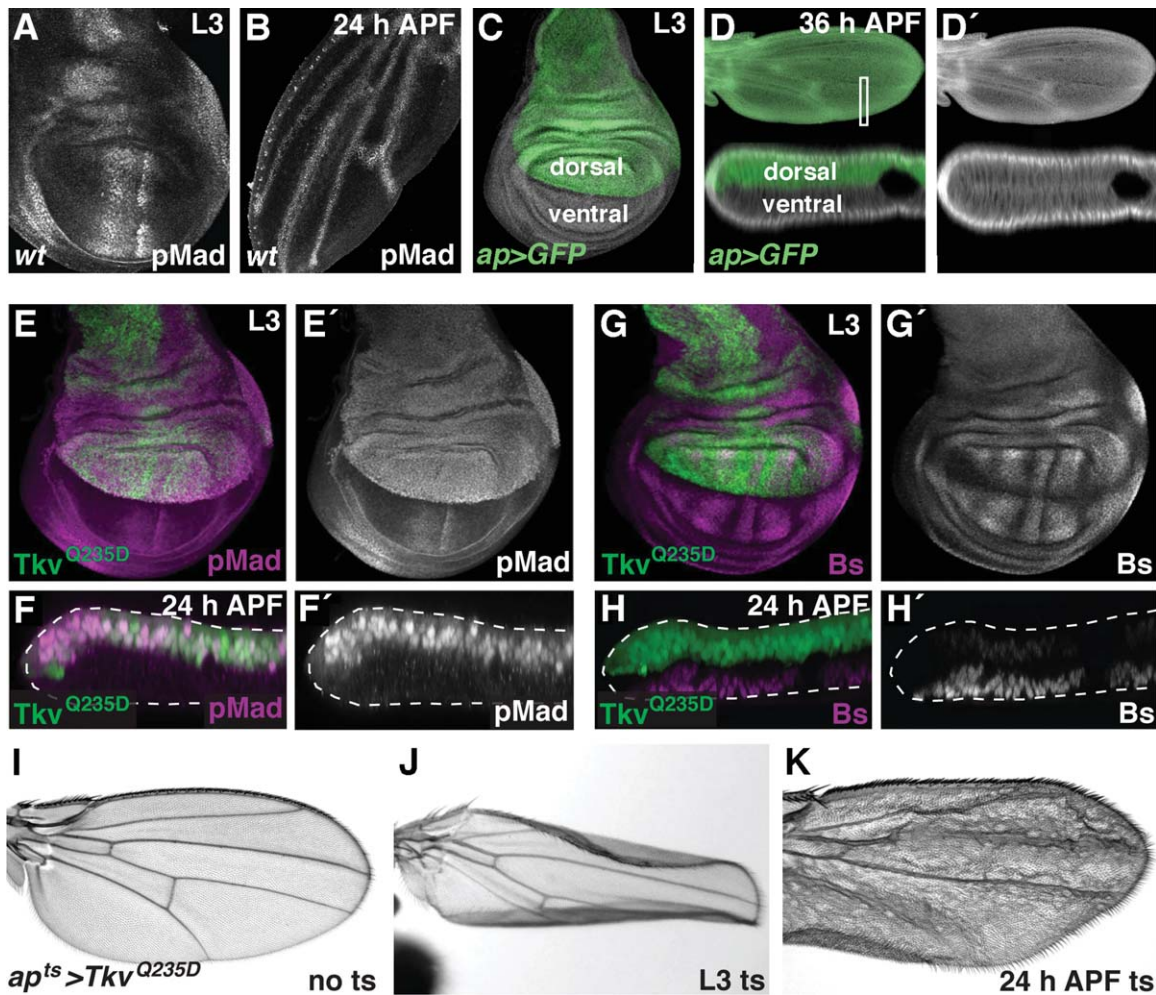 A L3
wt pMad
B 24 h APF
wt pMad
C L3
dorsal
ventral
ap>GFP
D 36 h APF
dorsal
ventral
ap>GFP
D´
E L3
Tkv^Q235D pMad
E´
pMad
G L3
Tkv^Q235D Bs
G´
Bs
F 24 h APF
Tkv^Q235D pMad
F´
pMad
H 24 h APF
Tkv^Q235D Bs
H´
Bs
I
ap^ts>Tkv^Q235D no ts
J
L3 ts
K
24 h APF ts